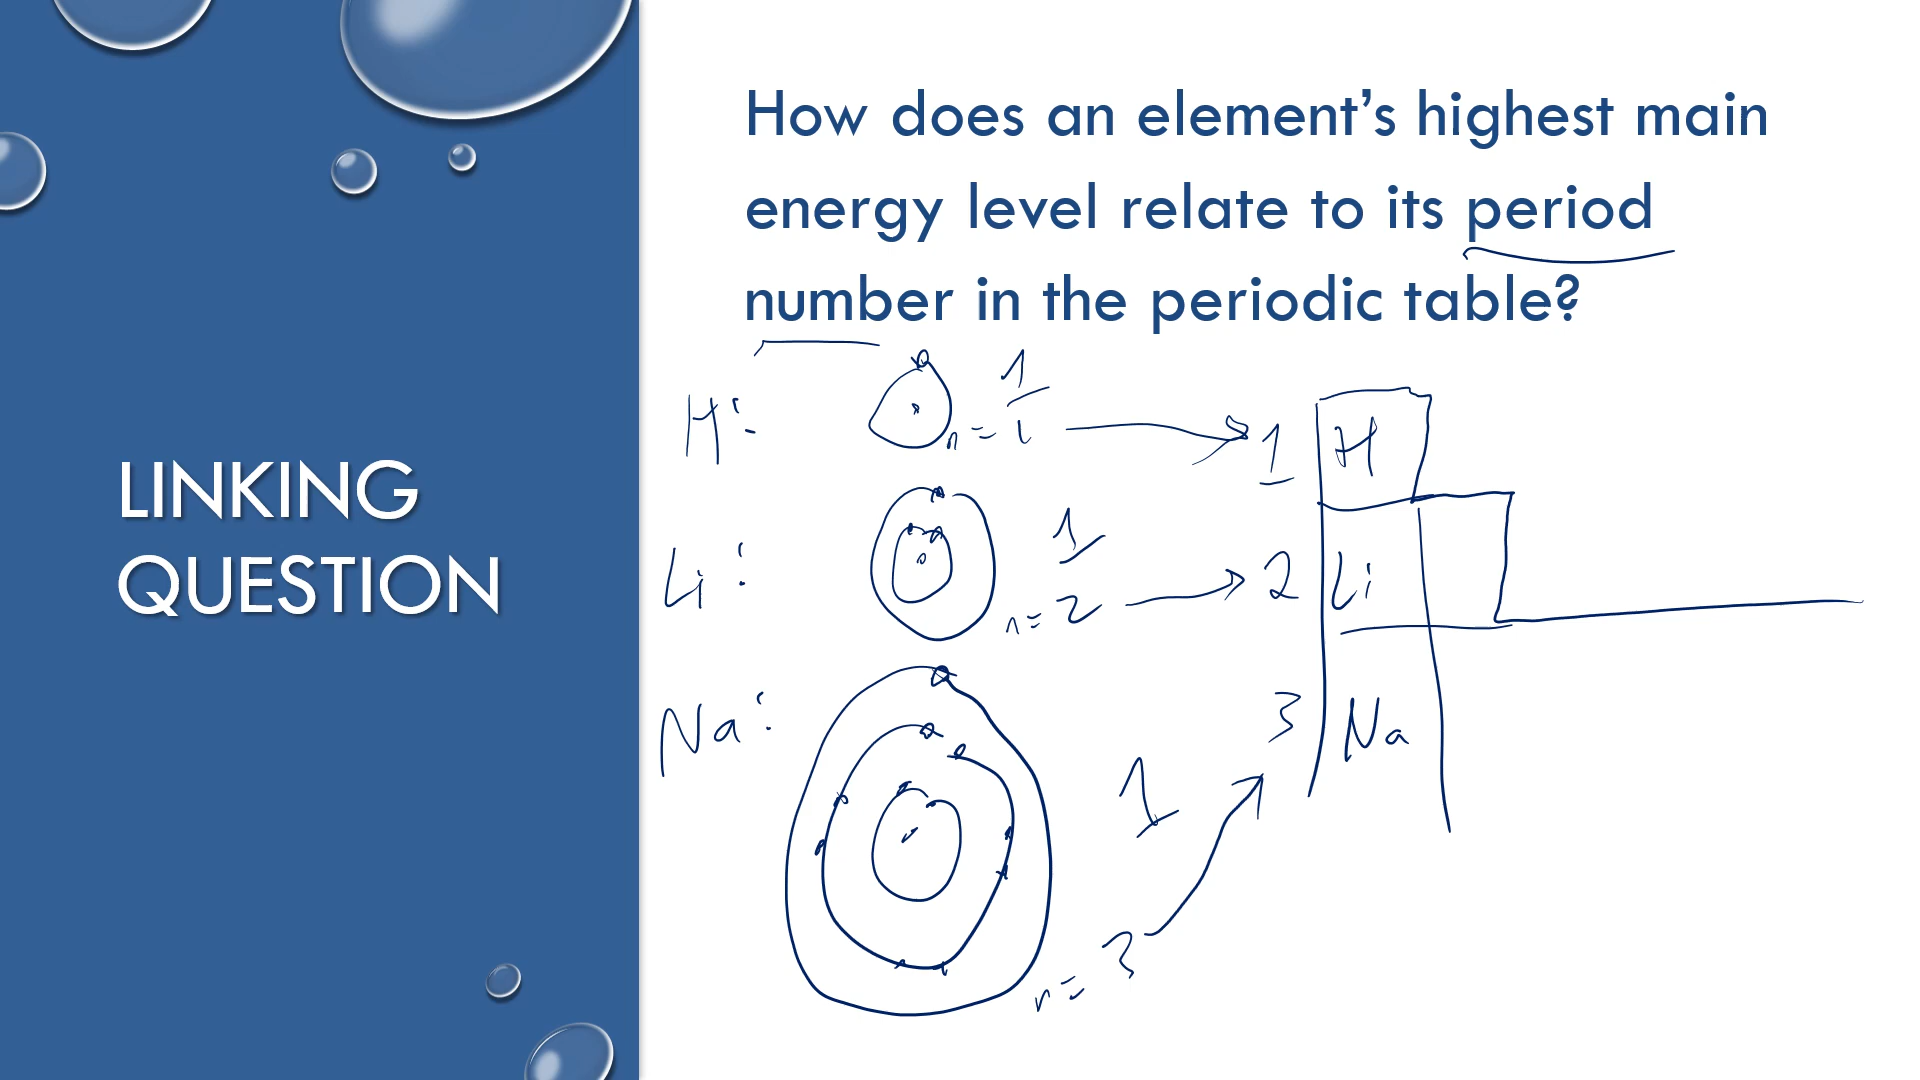 LINKING
QUESTION
How does an element’s highest main
energy level relate to its period
number in the periodic table?
H:
1
n = 1
1
H
Li:
1
n = 2
2
Li
Na:
1
n = 3
3
Na